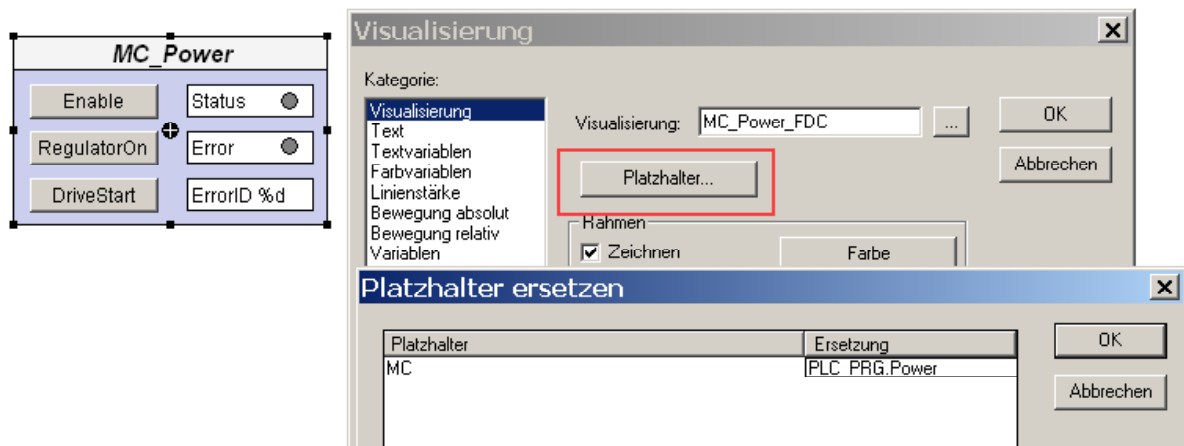 MC_Power
Enable
Status
RegulatorOn
Error
DriveStart
ErrorID %d
Visualisierung
Kategorie:
Visualisierung
Text
Textvariablen
Farbvariablen
Linienstärke
Bewegung absolut
Bewegung relativ
Variablen
Visualisierung:
MC_Power_FDC
...
OK
Platzhalter...
Abbrechen
Rahmen
Zeichnen
Farbe
Platzhalter ersetzen
Platzhalter
Ersetzung
MC
PLC_PRG.Power
OK
Abbrechen